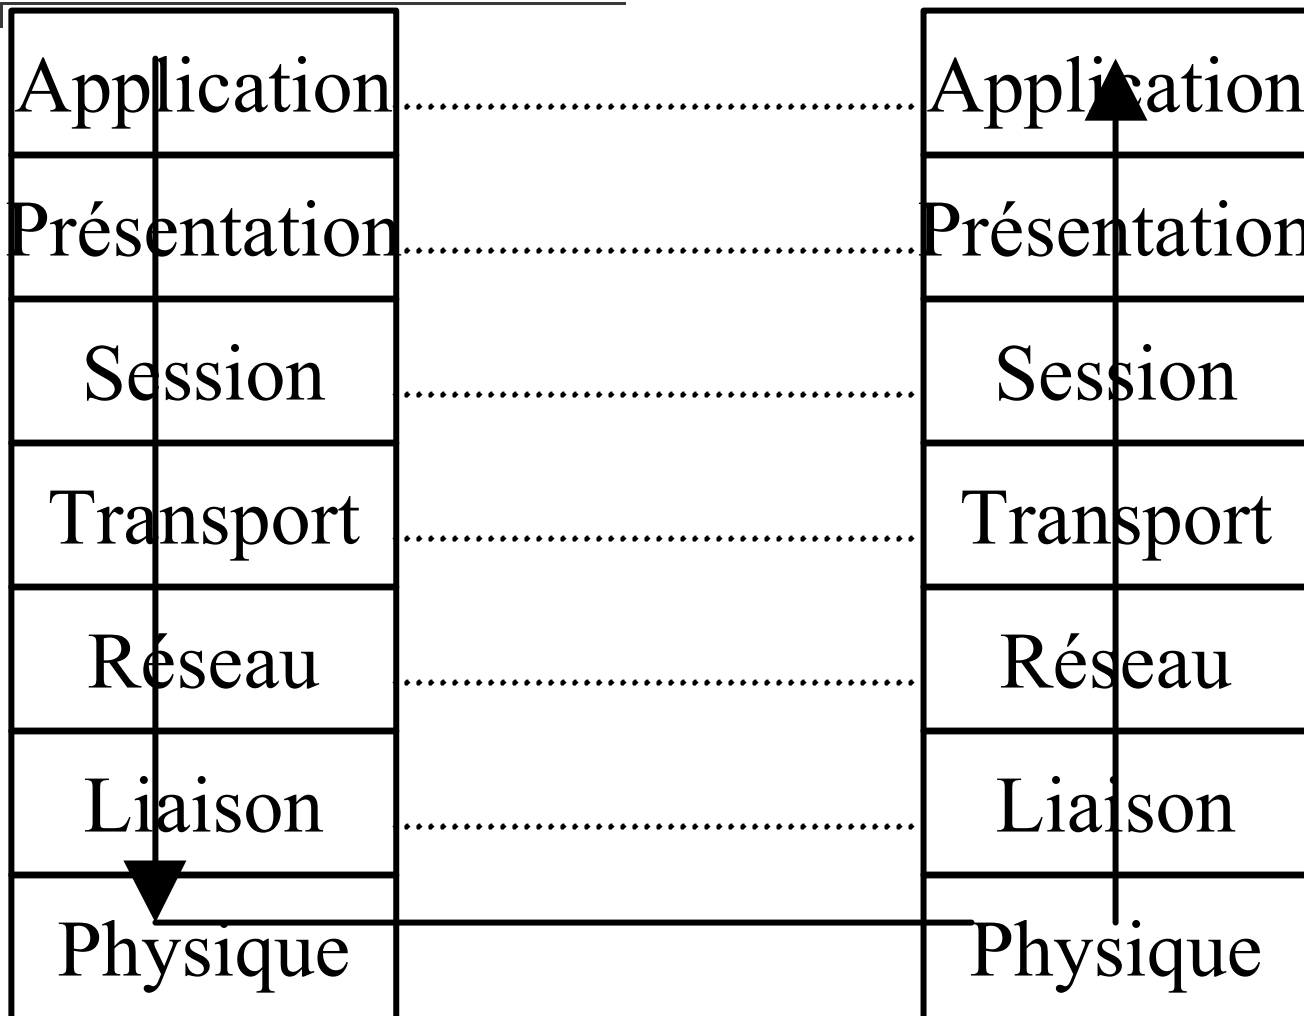 Application Application
Présentation Présentation
Session Session
Transport Transport
Réseau Réseau
Liaison Liaison
Physique Physique